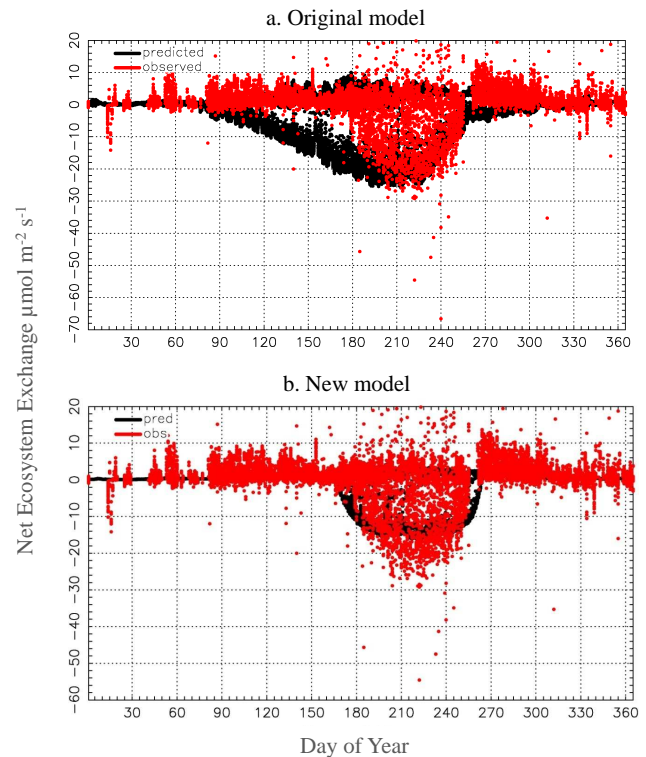 a. Original model
predicted
observed
20
10
0
−10
−20
−30
−40
−50
−60
−70
30 60 90 120 150 180 210 240 270 300 330 360
b. New model
pred
obs.
20
10
0
−10
−20
−30
−40
−50
−60
30 60 90 120 150 180 210 240 270 300 330 360
Net Ecosystem Exchange µmol m⁻² s⁻¹
Day of Year